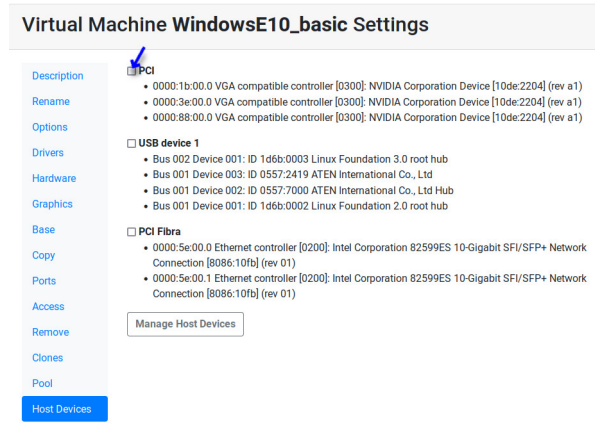 Virtual Machine WindowsE10_basic Settings
Description
Rename
Options
Drivers
Hardware
Graphics
Base
Copy
Ports
Access
Remove
Clones
Pool
Host Devices
PCI
0000:1b:00.0 VGA compatible controller [0300]: NVIDIA Corporation Device [10de:2204] (rev a1)
0000:3e:00.0 VGA compatible controller [0300]: NVIDIA Corporation Device [10de:2204] (rev a1)
0000:88:00.0 VGA compatible controller [0300]: NVIDIA Corporation Device [10de:2204] (rev a1)
USB device 1
Bus 002 Device 001: ID 1d6b:0003 Linux Foundation 3.0 root hub
Bus 001 Device 003: ID 0557:2419 ATEN International Co., Ltd
Bus 001 Device 002: ID 0557:7000 ATEN International Co., Ltd Hub
Bus 001 Device 001: ID 1d6b:0002 Linux Foundation 2.0 root hub
PCI Fibra
0000:5e:00.0 Ethernet controller [0200]: Intel Corporation 82599ES 10-Gigabit SFI/SFP+ Network
Connection [8086:10fb] (rev 01)
0000:5e:00.1 Ethernet controller [0200]: Intel Corporation 82599ES 10-Gigabit SFI/SFP+ Network
Connection [8086:10fb] (rev 01)
Manage Host Devices